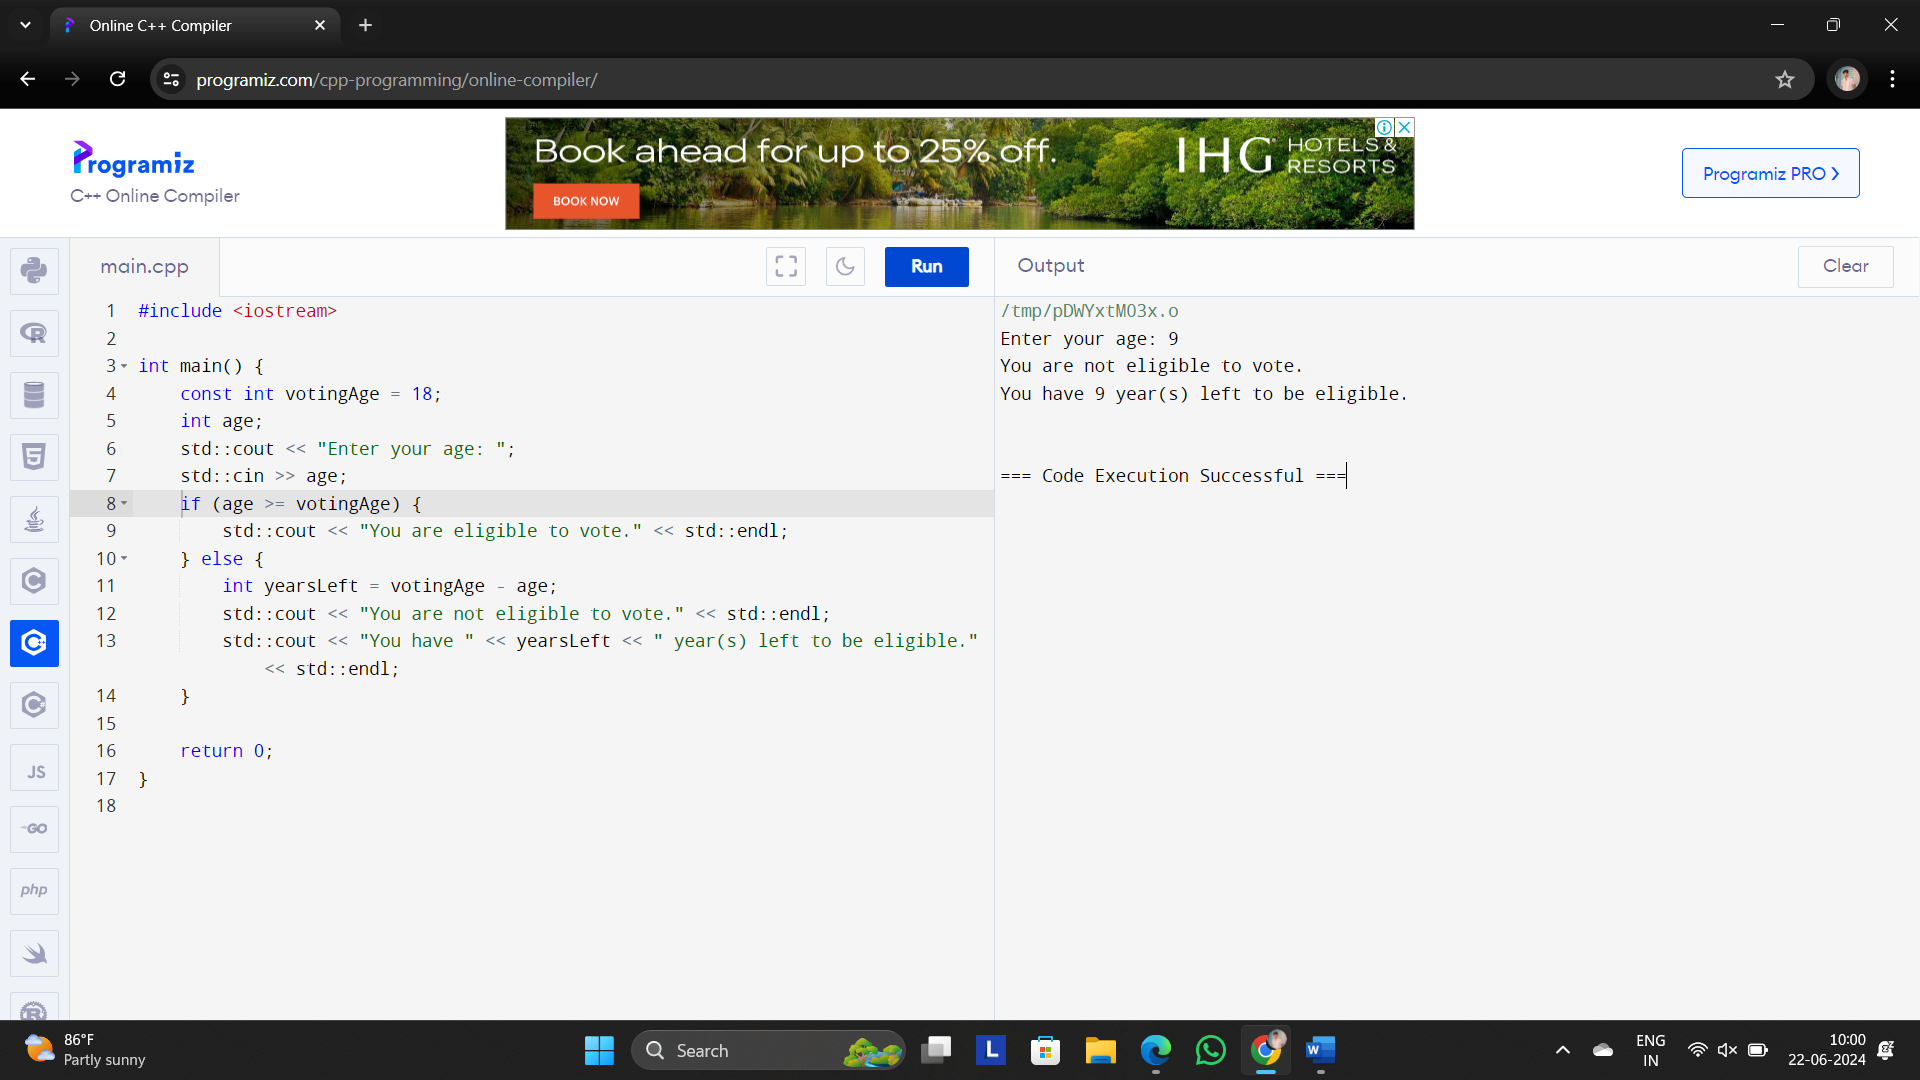 Online C++ Compiler
programiz.com/cpp-programming/online-compiler/
Programiz
C++ Online Compiler
Book ahead for up to 25% off.
BOOK NOW
IHG HOTELS &
RESORTS
Programiz PRO
main.cpp
Run
Output
Clear
1 #include <iostream>
2
3 int main() {
4 const int votingAge = 18;
5 int age;
6 std::cout << "Enter your age: ";
7 std::cin >> age;
8 if (age >= votingAge) {
9 std::cout << "You are eligible to vote." << std::endl;
10 } else {
11 int yearsLeft = votingAge - age;
12 std::cout << "You are not eligible to vote." << std::endl;
13 std::cout << "You have " << yearsLeft << " year(s) left to be eligible."
<< std::endl;
14 }
15
16 return 0;
17 }
18
/tmp/pDWYxtMO3x.o
Enter your age: 9
You are not eligible to vote.
You have 9 year(s) left to be eligible.
=== Code Execution Successful ===
R
5
C
C
C
JS
GO
php
R
86°F
Partly sunny
Search
L
W
ENG
IN
10:00
22-06-2024